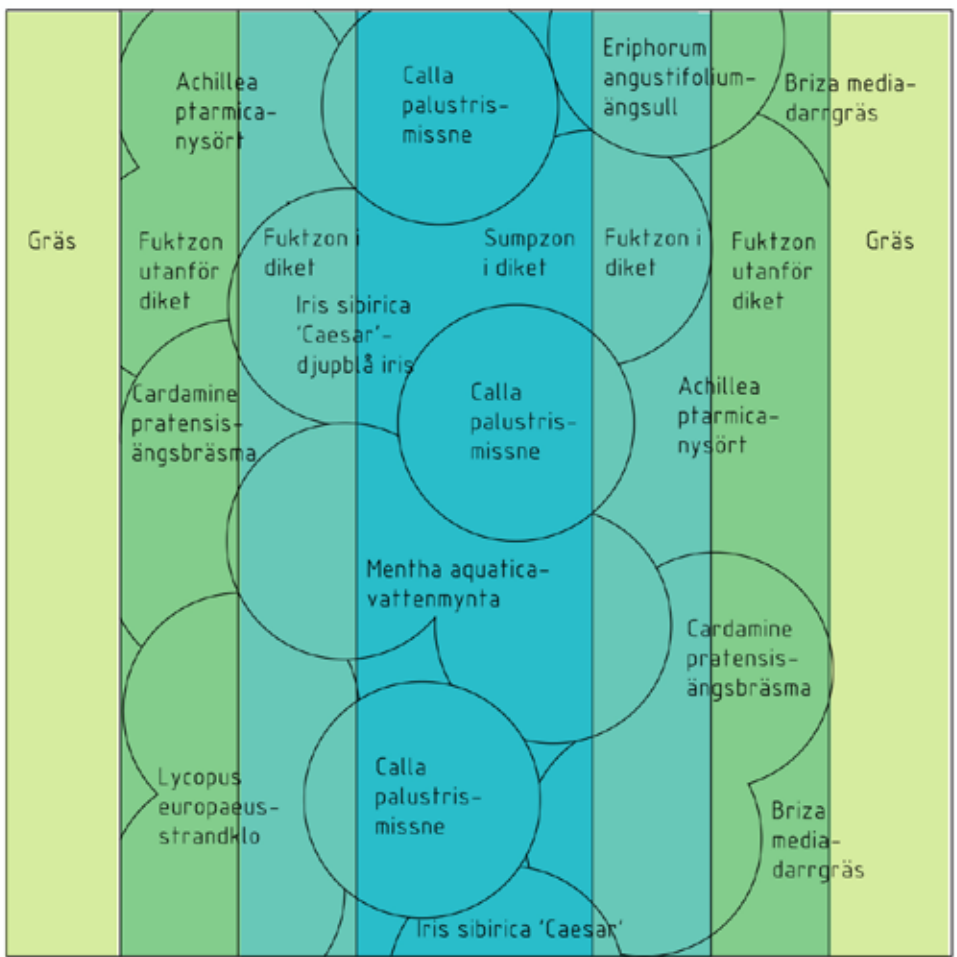 Eriphorum
angustifolium-
ängsull
Calla
palustris-
missne
Achillea
ptarmica-
nysört
Briza media-
darrgräs
Gräs
Fuktzon
utanför
diket
Fuktzon i
diket
Sumpzon
i diket
Fuktzon i
diket
Fuktzon
utanför
diket
Gräs
Iris sibirica
'Caesar'-
djupblå iris
Cardamine
pratensis-
ängsbräsma
Calla
palustris-
missne
Achillea
ptarmica-
nysört
Mentha aquatica-
vattenmynta
Cardamine
pratensis-
ängsbräsma
Lycopus
europaeus-
strandklo
Calla
palustris-
missne
Briza
media-
darrgräs
Iris sibirica 'Caesar'